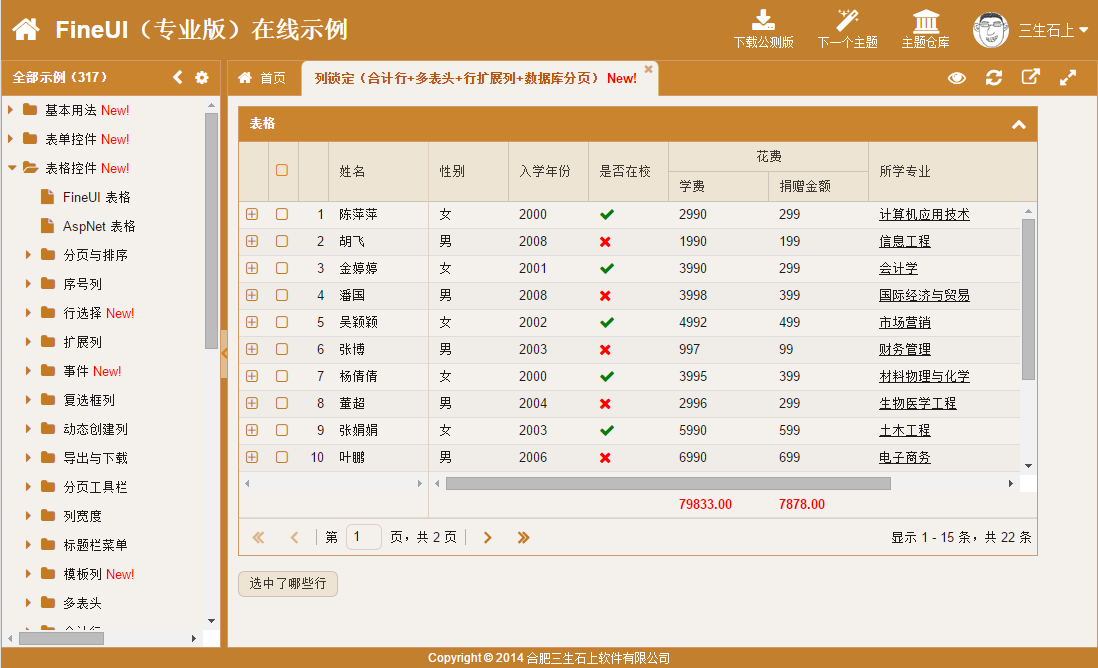 FineUI（专业版）在线示例
下载公测版 下一个主题 主题仓库 三生石上
全部示例（317）
首页 列锁定（合计行+多表头+行扩展列+数据库分页） New!
基本用法 New!
表单控件 New!
表格控件 New!
FineUI 表格
AspNet 表格
分页与排序
序号列
行选择 New!
扩展列
事件 New!
复选框列
动态创建列
导出与下载
分页工具栏
列宽度
标题栏菜单
模板列 New!
多表头
合计行
表格
姓名 性别 入学年份 是否在校 花费 所学专业
学费 捐赠金额
1 陈萍萍 女 2000 2990 299 计算机应用技术
2 胡飞 男 2008 1990 199 信息工程
3 金婷婷 女 2001 3990 299 会计学
4 潘国 男 2008 3998 399 国际经济与贸易
5 吴颖颖 女 2002 4992 499 市场营销
6 张博 男 2003 997 99 财务管理
7 杨倩倩 女 2000 3995 399 材料物理与化学
8 董超 男 2004 2996 299 生物医学工程
9 张娟娟 女 2003 5990 599 土木工程
10 叶鹏 男 2006 6990 699 电子商务
79833.00 7878.00
第 1 页，共 2 页 显示 1 - 15 条，共 22 条
选中了哪些行
Copyright © 2014 合肥三生石上软件有限公司